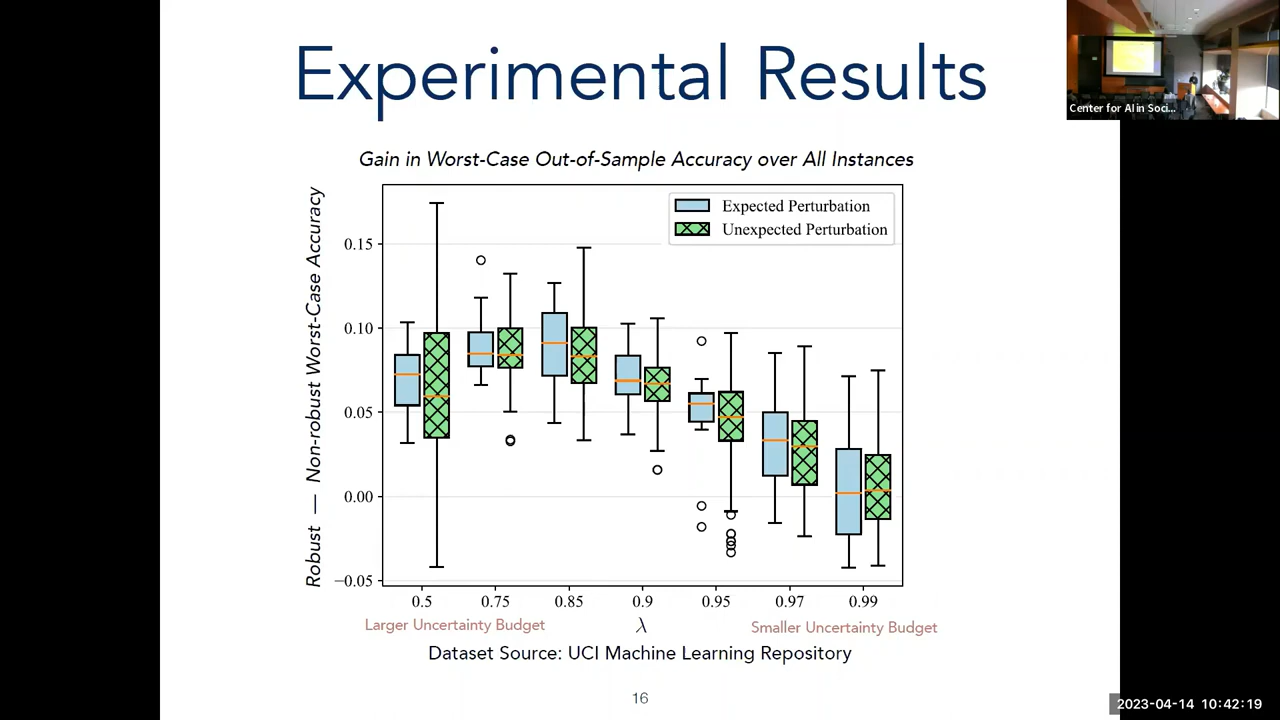 Experimental Results
Center for AI in Soci...
Gain in Worst-Case Out-of-Sample Accuracy over All Instances
Robust — Non-robust Worst-Case Accuracy
Expected Perturbation
Unexpected Perturbation
0.15
0.10
0.05
0.00
−0.05
0.5 0.75 0.85 0.9 0.95 0.97 0.99
Larger Uncertainty Budget λ Smaller Uncertainty Budget
Dataset Source: UCI Machine Learning Repository
16
2023-04-14 10:42:19